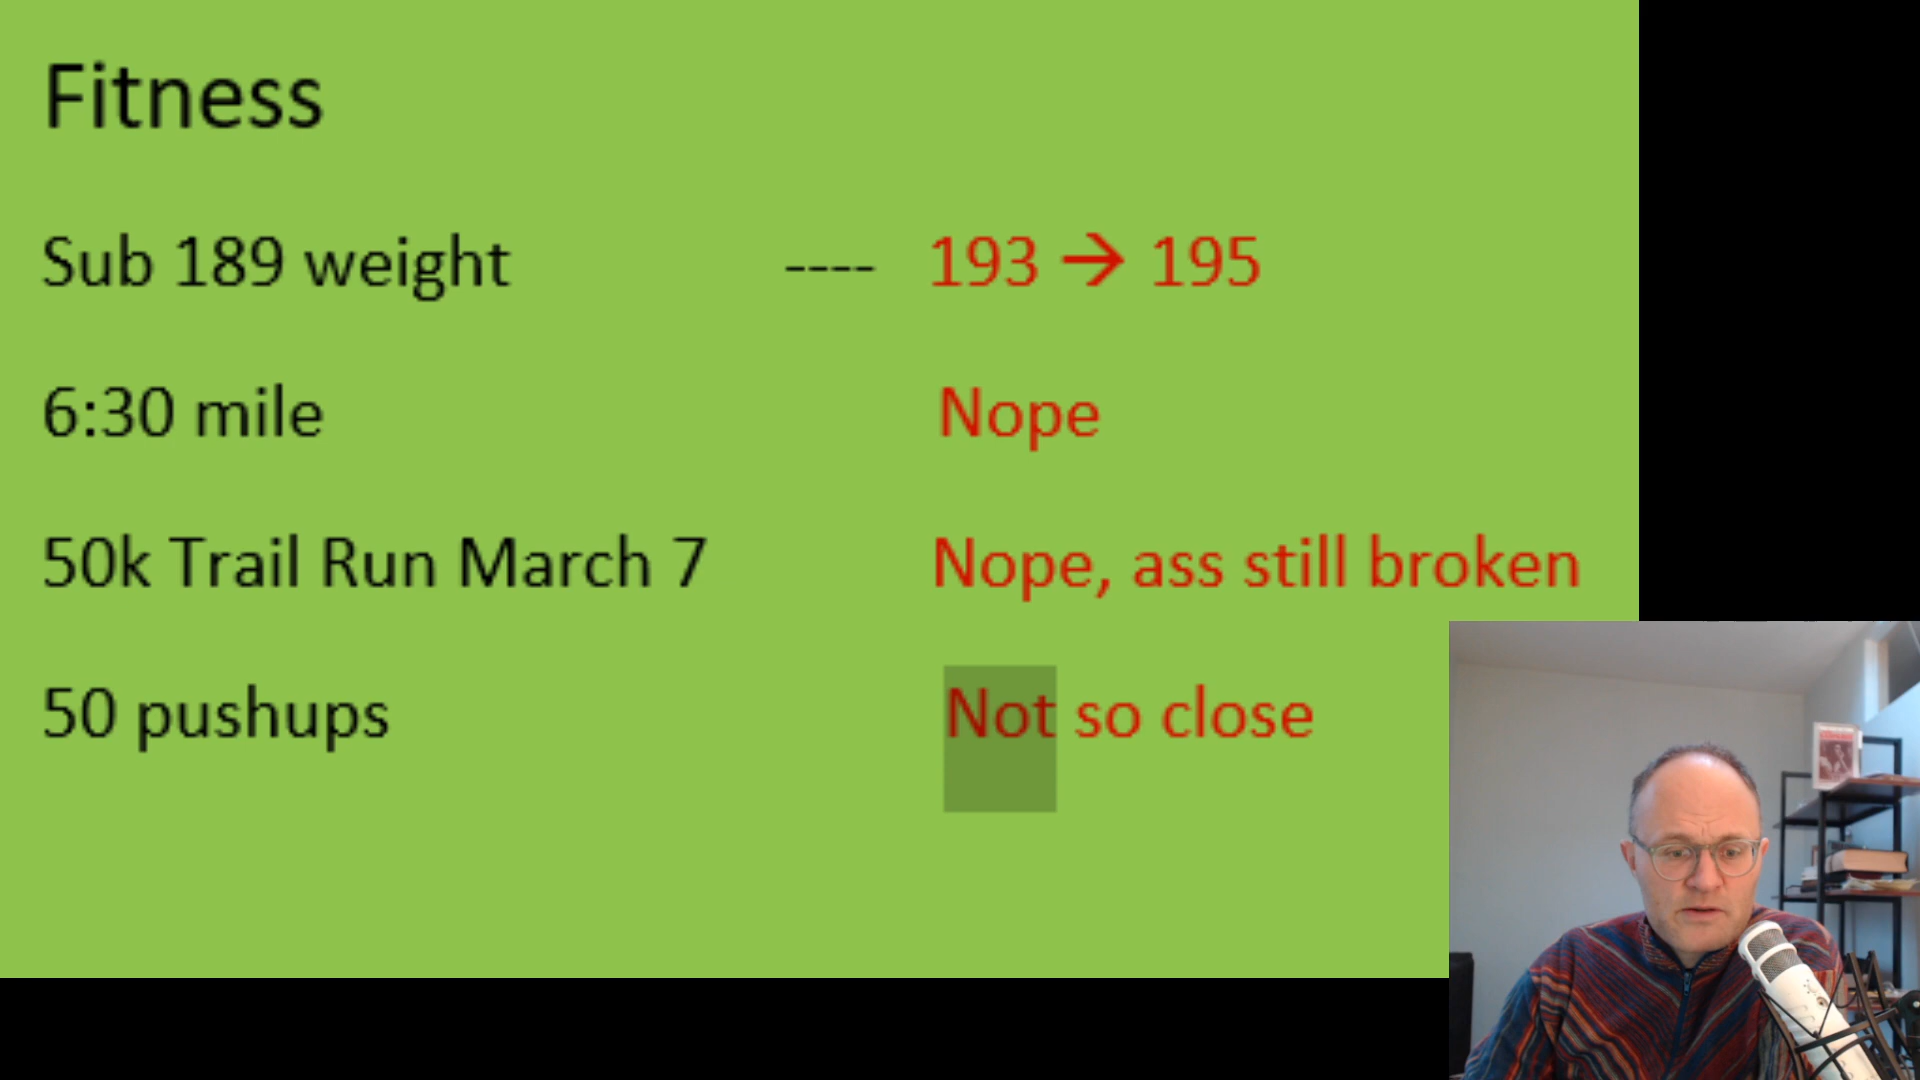 Fitness
Sub 189 weight ---- 193 → 195
6:30 mile Nope
50k Trail Run March 7 Nope, ass still broken
50 pushups Not so close